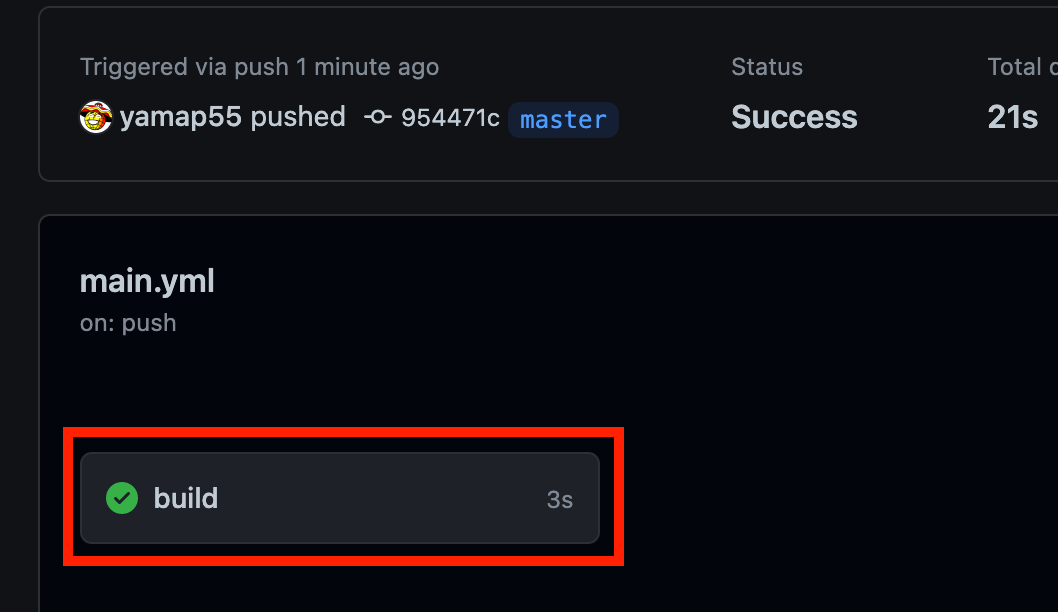 Triggered via push 1 minute ago
Status
Total
yamap55 pushed 954471c master
Success
21s
main.yml
on: push
build 3s